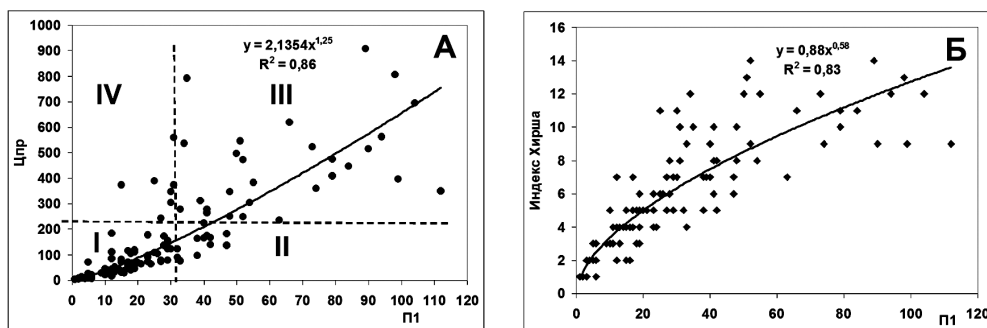 А
y = 2,1354x^1,25
R² = 0,86
Цпр
1000
900
800
700
600
500
400
300
200
100
0
IV
III
I
II
0 10 20 30 40 50 60 70 80 90 100 110 120
П1
Б
y = 0,88x^0,58
R² = 0,83
Индекс Хирша
16
14
12
10
8
6
4
2
0
0 20 40 60 80 100 120
П1